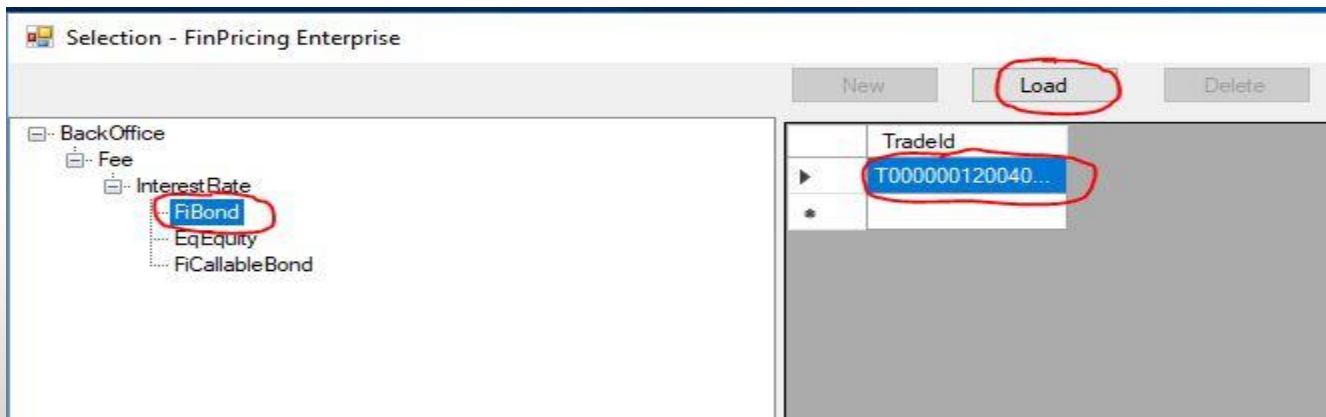 Selection - FinPricing Enterprise
New Load Delete
BackOffice
Fee
InterestRate
FiBond
EqEquity
FiCallableBond
TradeId
T000000120040...